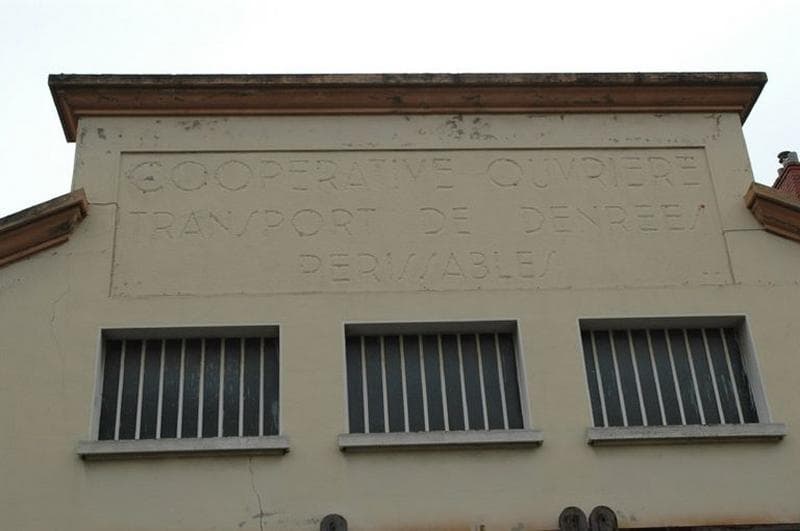 COOPERATIVE OUVRIERE
TRANSPORT DE DENREES
PERISSABLES